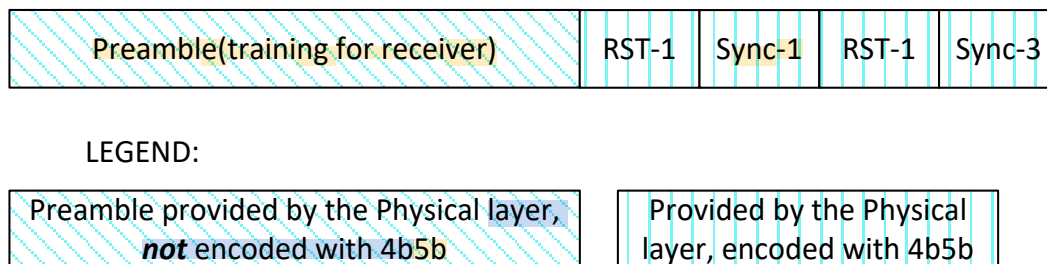 Preamble(training for receiver) RST-1 Sync-1 RST-1 Sync-3
LEGEND:
Preamble provided by the Physical layer, Provided by the Physical
not encoded with 4b5b layer, encoded with 4b5b